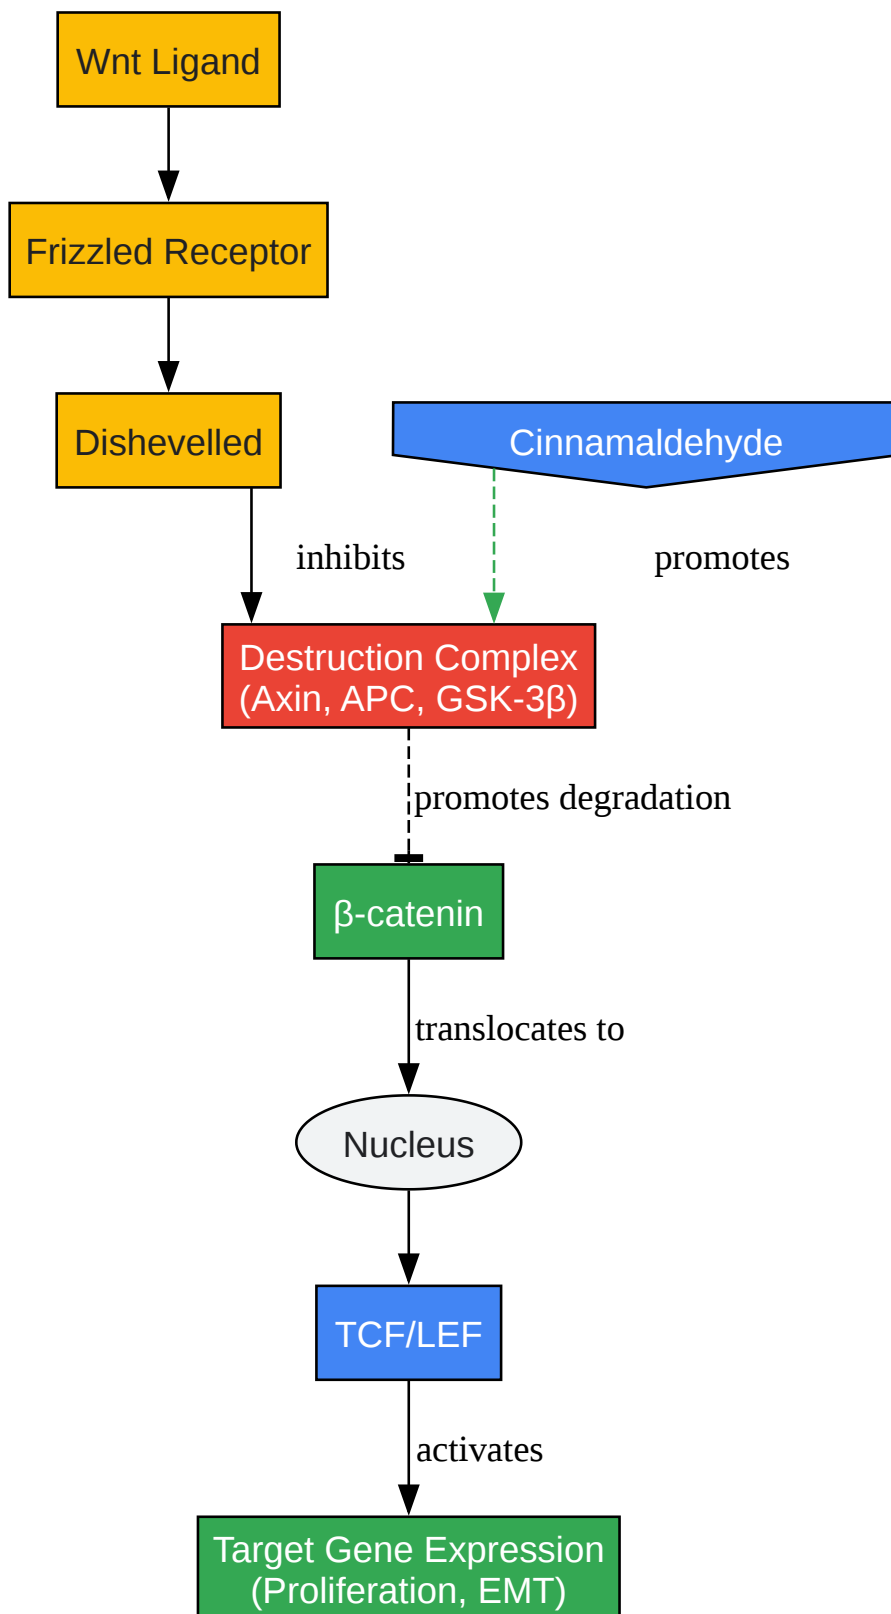 Wnt Ligand
Frizzled Receptor
Dishevelled
Cinnamaldehyde
inhibits
promotes
Destruction Complex
(Axin, APC, GSK-3β)
promotes degradation
β-catenin
translocates to
Nucleus
TCF/LEF
activates
Target Gene Expression
(Proliferation, EMT)